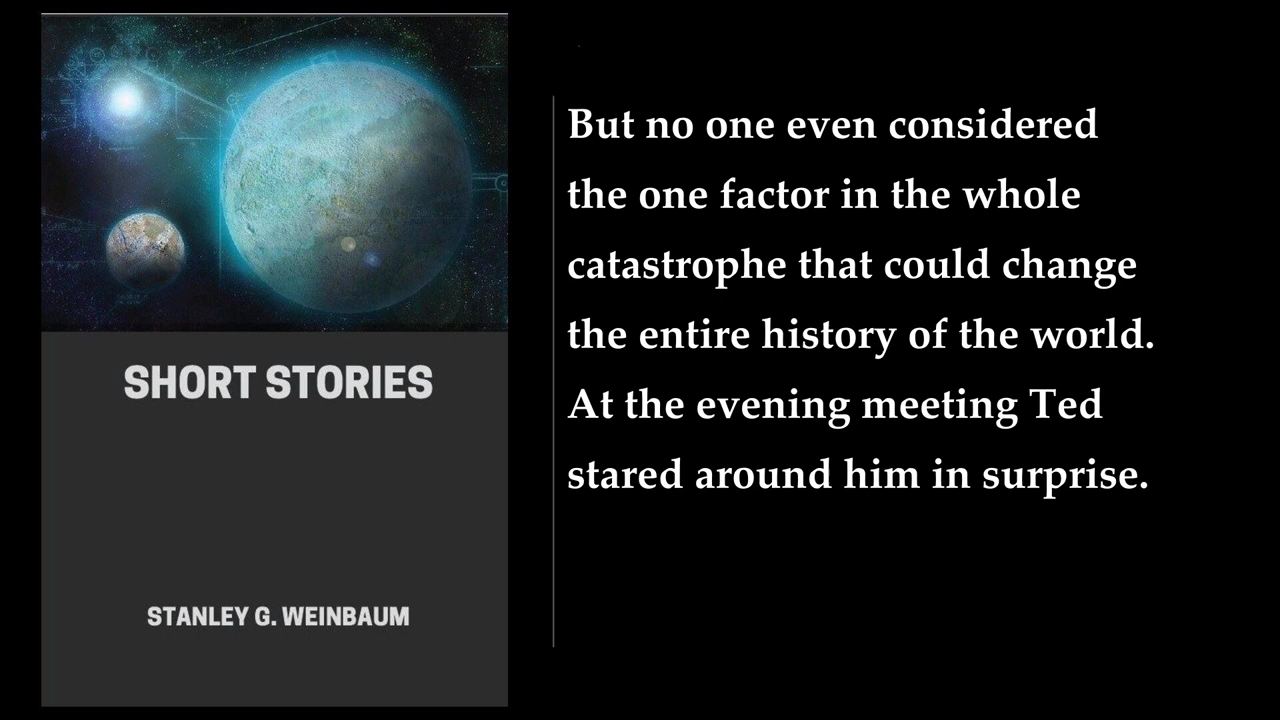 SHORT STORIES
STANLEY G. WEINBAUM
But no one even considered
the one factor in the whole
catastrophe that could change
the entire history of the world.
At the evening meeting Ted
stared around him in surprise.